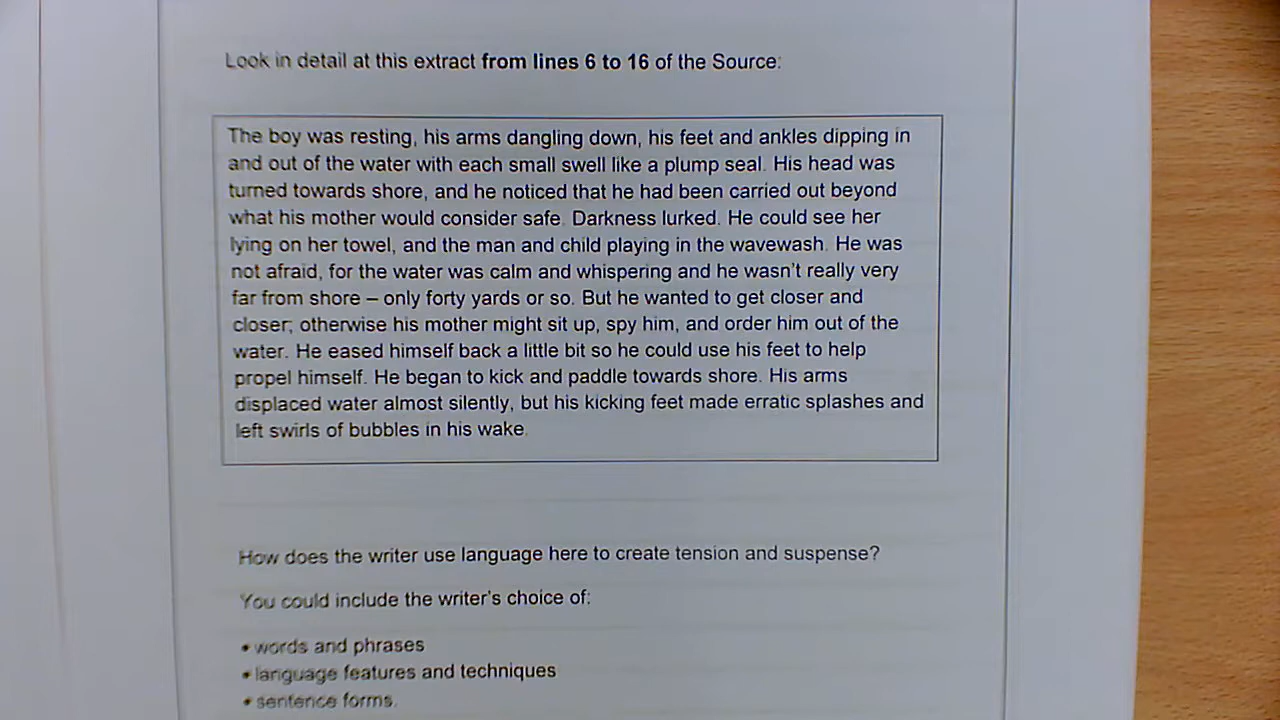 Look in detail at this extract from lines 6 to 16 of the Source:
The boy was resting, his arms dangling down, his feet and ankles dipping in
and out of the water with each small swell like a plump seal. His head was
turned towards shore, and he noticed that he had been carried out beyond
what his mother would consider safe. Darkness lurked. He could see her
lying on her towel, and the man and child playing in the wavewash. He was
not afraid, for the water was calm and whispering and he wasn't really very
far from shore – only forty yards or so. But he wanted to get closer and
closer; otherwise his mother might sit up, spy him, and order him out of the
water. He eased himself back a little bit so he could use his feet to help
propel himself. He began to kick and paddle towards shore. His arms
displaced water almost silently, but his kicking feet made erratic splashes and
left swirls of bubbles in his wake.
How does the writer use language here to create tension and suspense?
You could include the writer's choice of:
• words and phrases
• language features and techniques
• sentence forms.